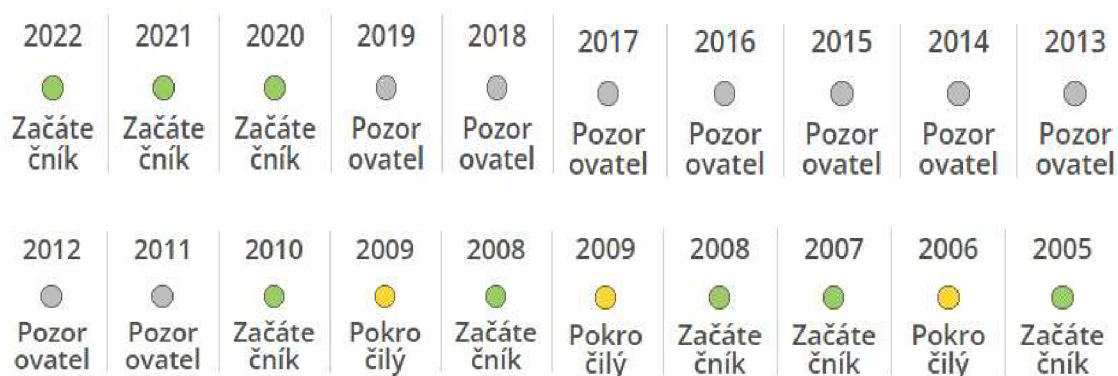 2022 2021 2020 2019 2018 2017 2016 2015 2014 2013
Začáte Začáte Začáte Pozor Pozor Pozor Pozor Pozor Pozor Pozor
čník čník čník ovatel ovatel ovatel ovatel ovatel ovatel ovatel
2012 2011 2010 2009 2008 2009 2008 2007 2006 2005
Pozor Pozor Začáte Pokro Začáte Pokro Začáte Začáte Pokro Začáte
ovatel ovatel čník čilý čník čilý čník čník čilý čník